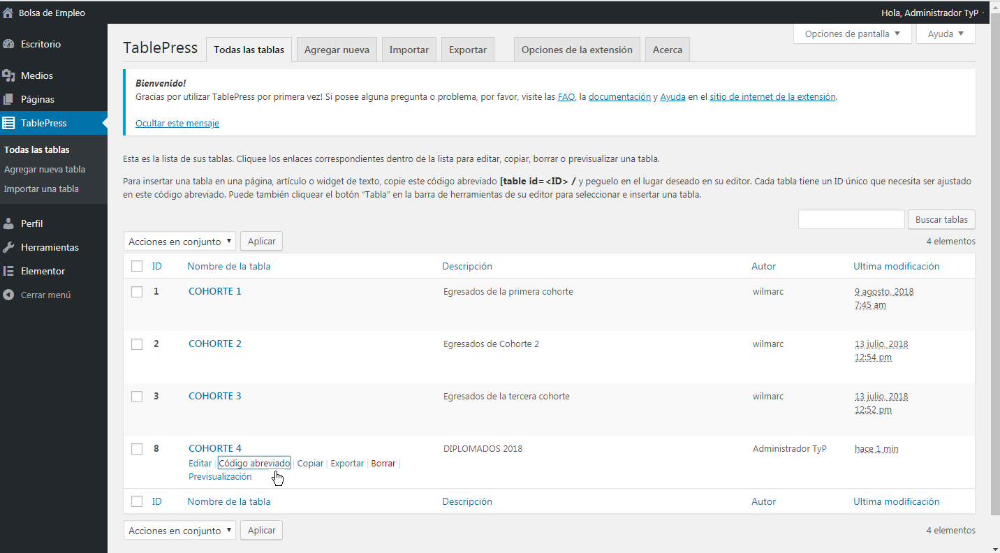 Bolsa de Empleo
Hola, Administrador TyP
Opciones de pantalla
Ayuda
Escritorio
Medios
Páginas
TablePress
Todas las tablas
Agregar nueva tabla
Importar una tabla
Perfil
Herramientas
Elementor
Cerrar menú
TablePress Todas las tablas Agregar nueva Importar Exportar Opciones de la extensión Acerca
Bienvenido!
Gracias por utilizar TablePress por primera vez! Si posee alguna pregunta o problema, por favor, visite las FAQ, la documentación y Ayuda en el sitio de internet de la extensión.
Ocultar este mensaje
Esta es la lista de sus tablas. Cliquee los enlaces correspondientes dentro de la lista para editar, copiar, borrar o previsualizar una tabla.
Para insertar una tabla en una página, artículo o widget de texto, copie este código abreviado [table id=<ID> / y peguelo en el lugar deseado en su editor. Cada tabla tiene un ID único que necesita ser ajustado
en este código abreviado. Puede también cliquear el botón “Tabla” en la barra de herramientas de su editor para seleccionar e insertar una tabla.
Buscar tablas
Acciones en conjunto Aplicar 4 elementos
ID Nombre de la tabla Descripción Autor Ultima modificación
1 COHORTE 1 Egresados de la primera cohorte wilmarc 9 agosto, 2018
7:45 am
2 COHORTE 2 Egresados de Cohorte 2 wilmarc 13 julio, 2018
12:54 pm
3 COHORTE 3 Egresados de la tercera cohorte wilmarc 13 julio, 2018
12:52 pm
8 COHORTE 4 DIPLOMADOS 2018 Administrador TyP hace 1 min
Editar | Código abreviado | Copiar | Exportar | Borrar |
Previsualización
ID Nombre de la tabla Descripción Autor Ultima modificación
Acciones en conjunto Aplicar 4 elementos